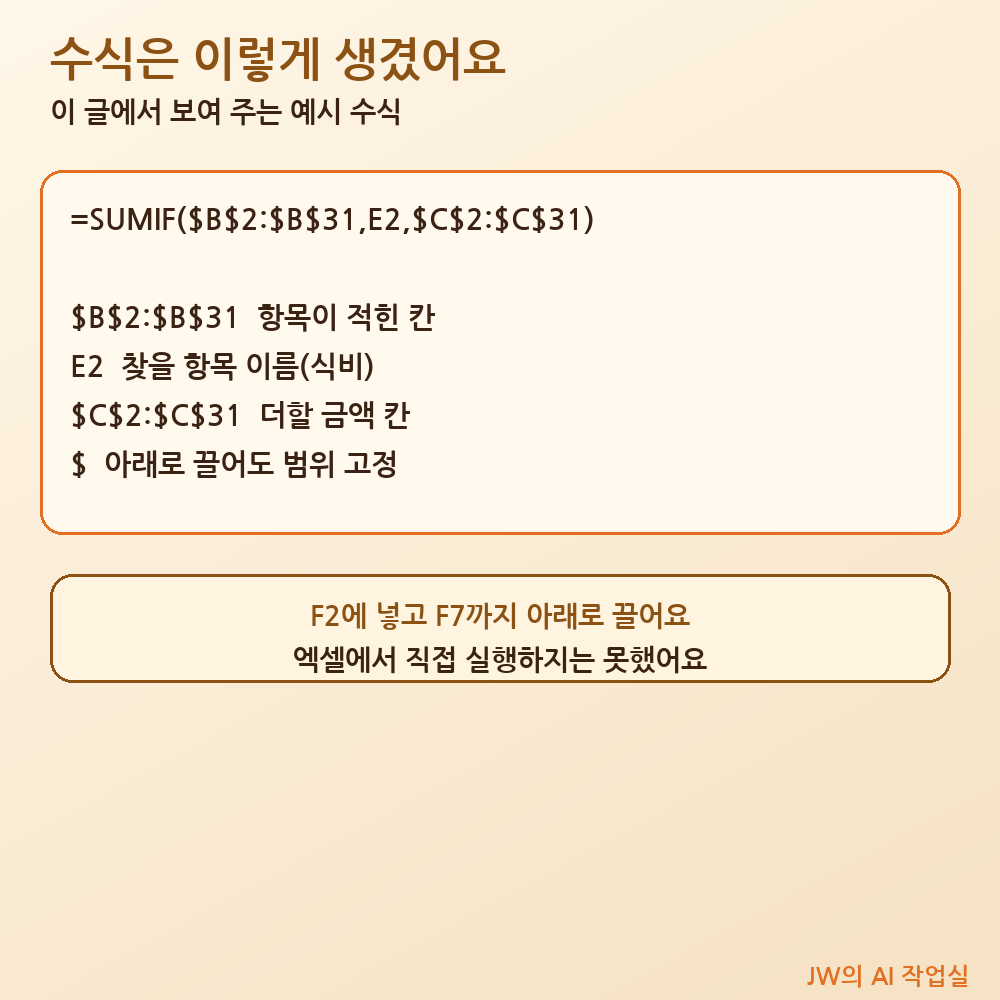 수식은 이렇게 생겼어요
이 글에서 보여 주는 예시 수식
=SUMIF($B$2:$B$31,E2,$C$2:$C$31)
$B$2:$B$31 항목이 적힌 칸
E2 찾을 항목 이름(식비)
$C$2:$C$31 더할 금액 칸
$ 아래로 끌어도 범위 고정
F2에 넣고 F7까지 아래로 끌어요
엑셀에서 직접 실행하지는 못했어요
JW의 AI 작업실